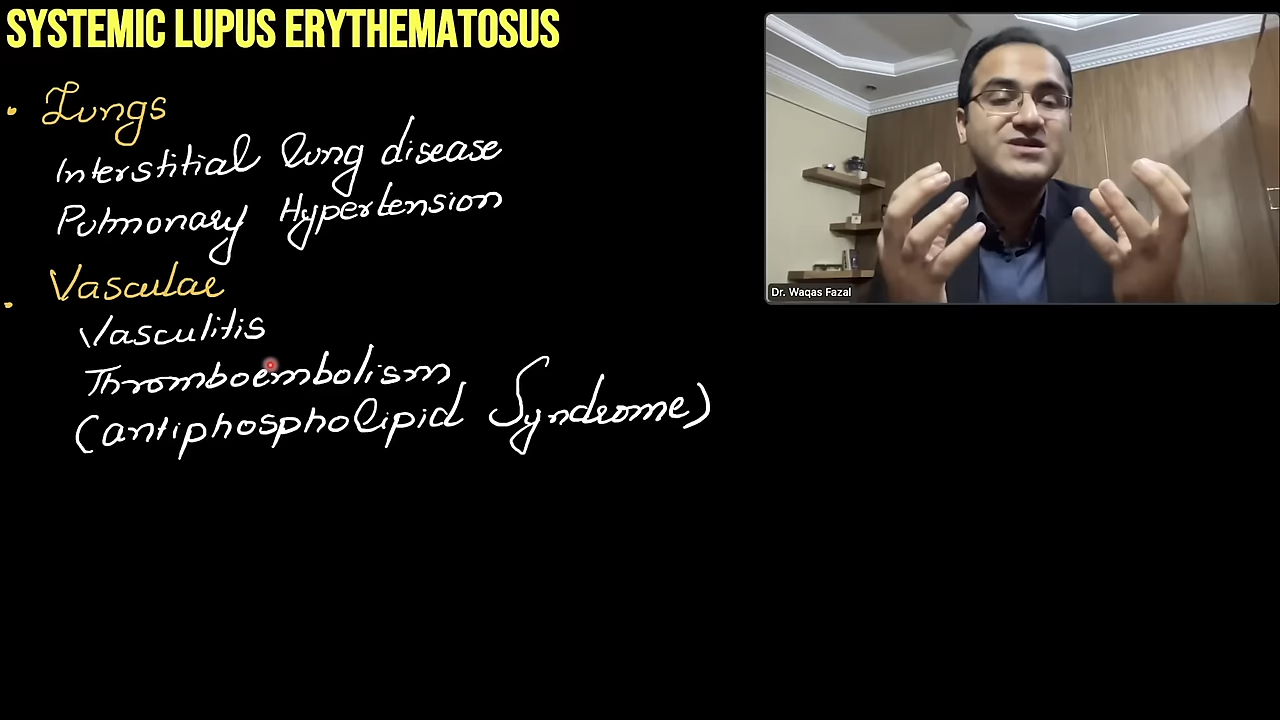 SYSTEMIC LUPUS ERYTHEMATOSUS
• Lungs
Interstitial lung disease
Pulmonary Hypertension
• Vascular
Vasculitis
Thromboembolism
(antiphospholipid Syndrome)
Dr. Waqas Fazal